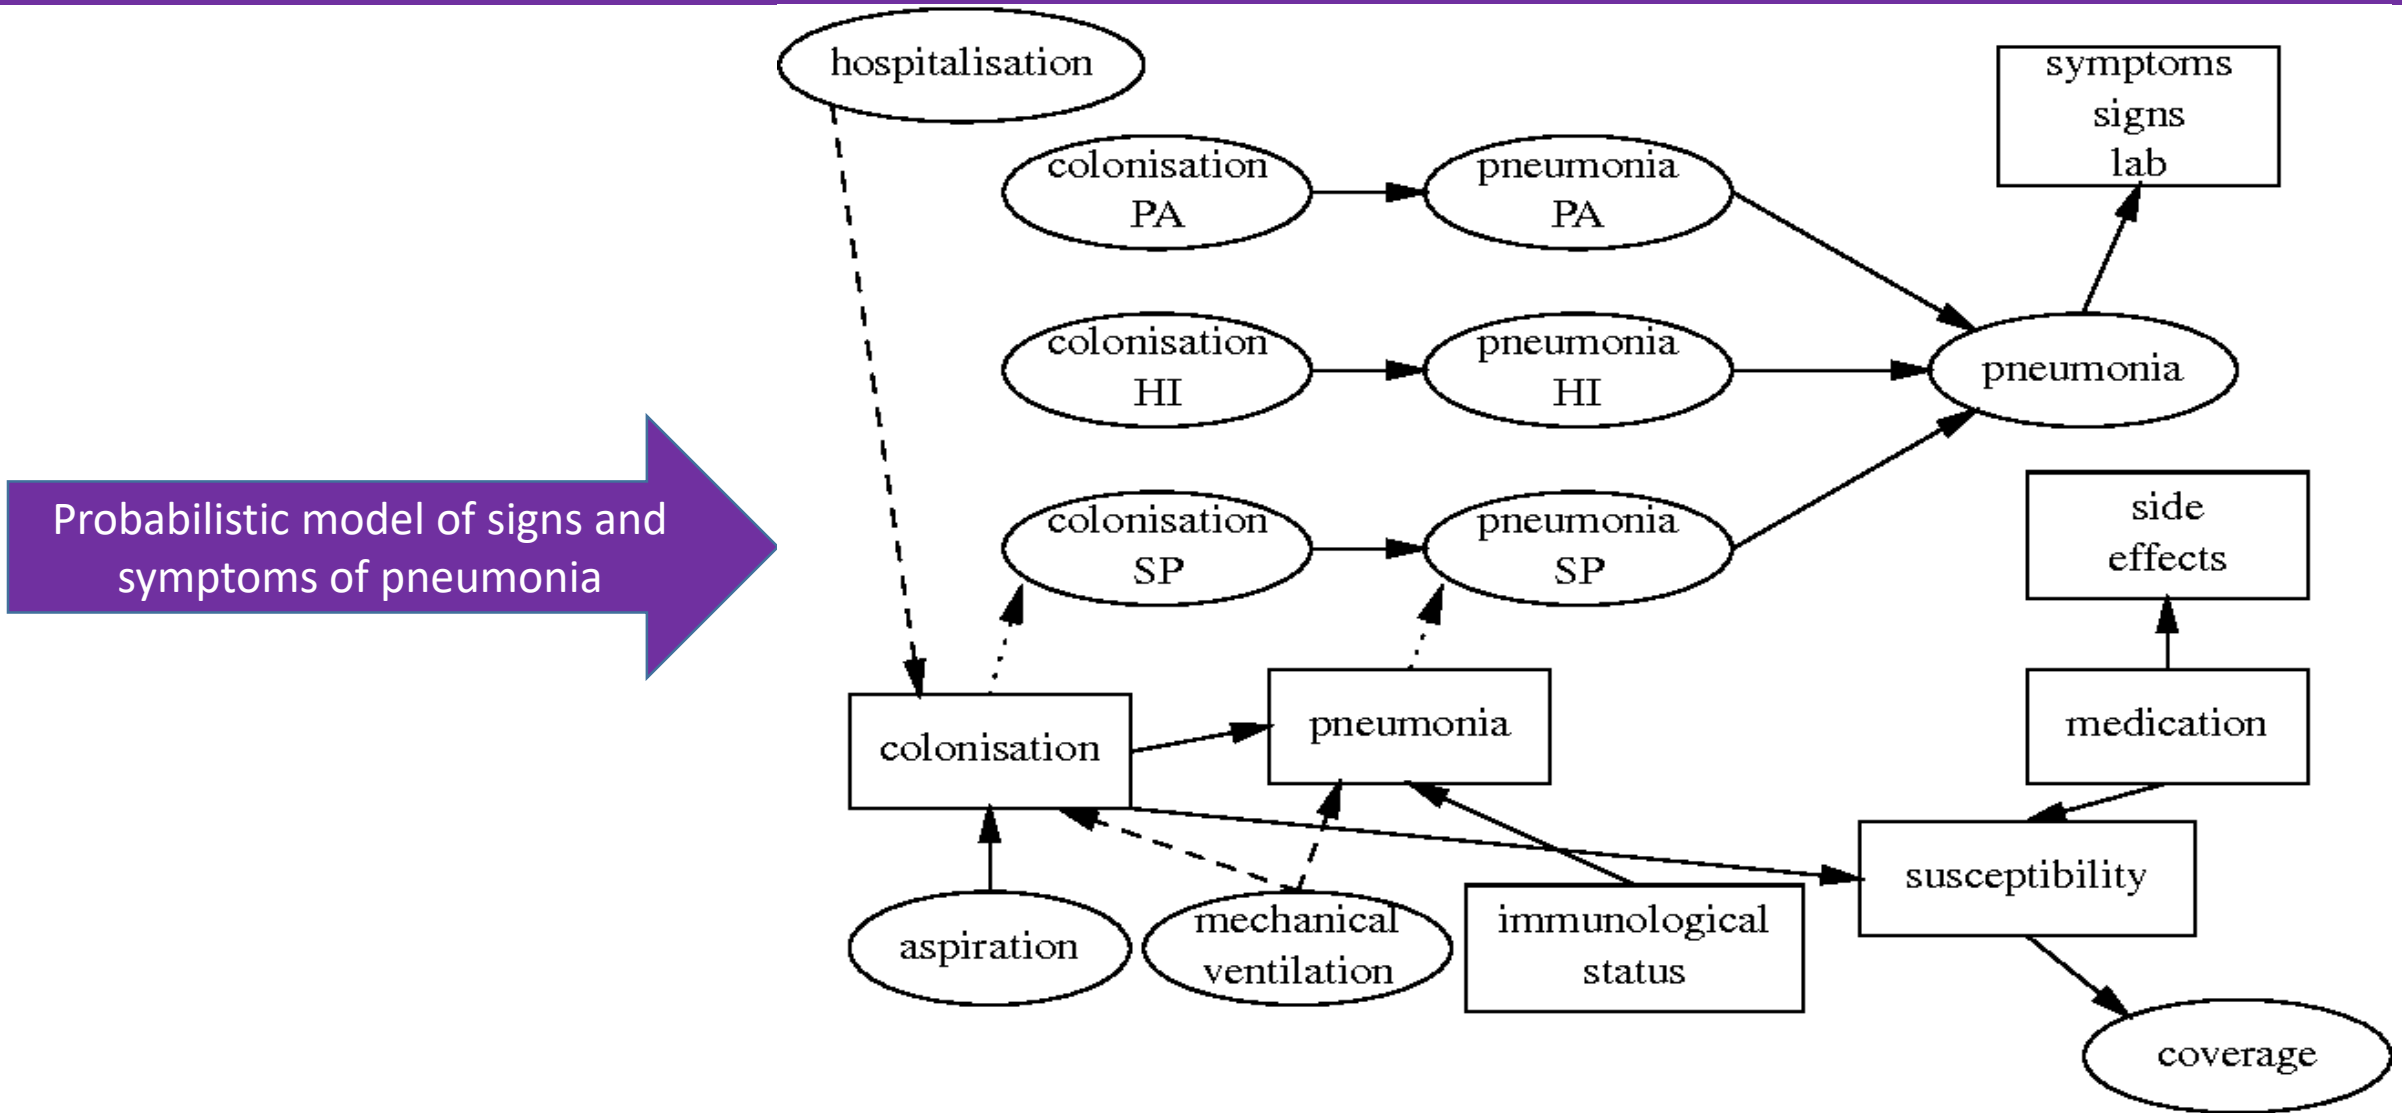 hospitalisation
symptoms
signs
lab
colonisation
PA
pneumonia
PA
colonisation
HI
pneumonia
HI
pneumonia
Probabilistic model of signs and
symptoms of pneumonia
colonisation
SP
pneumonia
SP
side
effects
colonisation
pneumonia
medication
susceptibility
aspiration
mechanical
ventilation
immunological
status
coverage